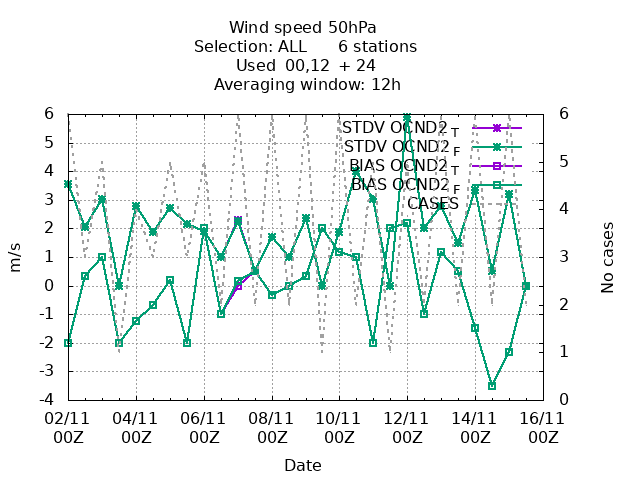 Wind speed 50hPa
Selection: ALL 6 stations
Used 00,12 + 24
Averaging window: 12h
STDV OCND2 T
STDV OCND2 F
BIAS OCND2 T
BIAS OCND2 F
CASES
6
5
4
3
2
1
0
-1
-2
-3
-4
m/s
6
5
4
3
2
1
0
No cases
02/11 04/11 06/11 08/11 10/11 12/11 14/11 16/11
00Z 00Z 00Z 00Z 00Z 00Z 00Z 00Z
Date